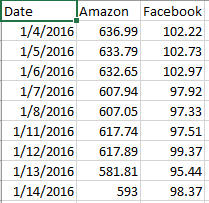 Date Amazon Facebook
1/4/2016 636.99 102.22
1/5/2016 633.79 102.73
1/6/2016 632.65 102.97
1/7/2016 607.94 97.92
1/8/2016 607.05 97.33
1/11/2016 617.74 97.51
1/12/2016 617.89 99.37
1/13/2016 581.81 95.44
1/14/2016 593 98.37